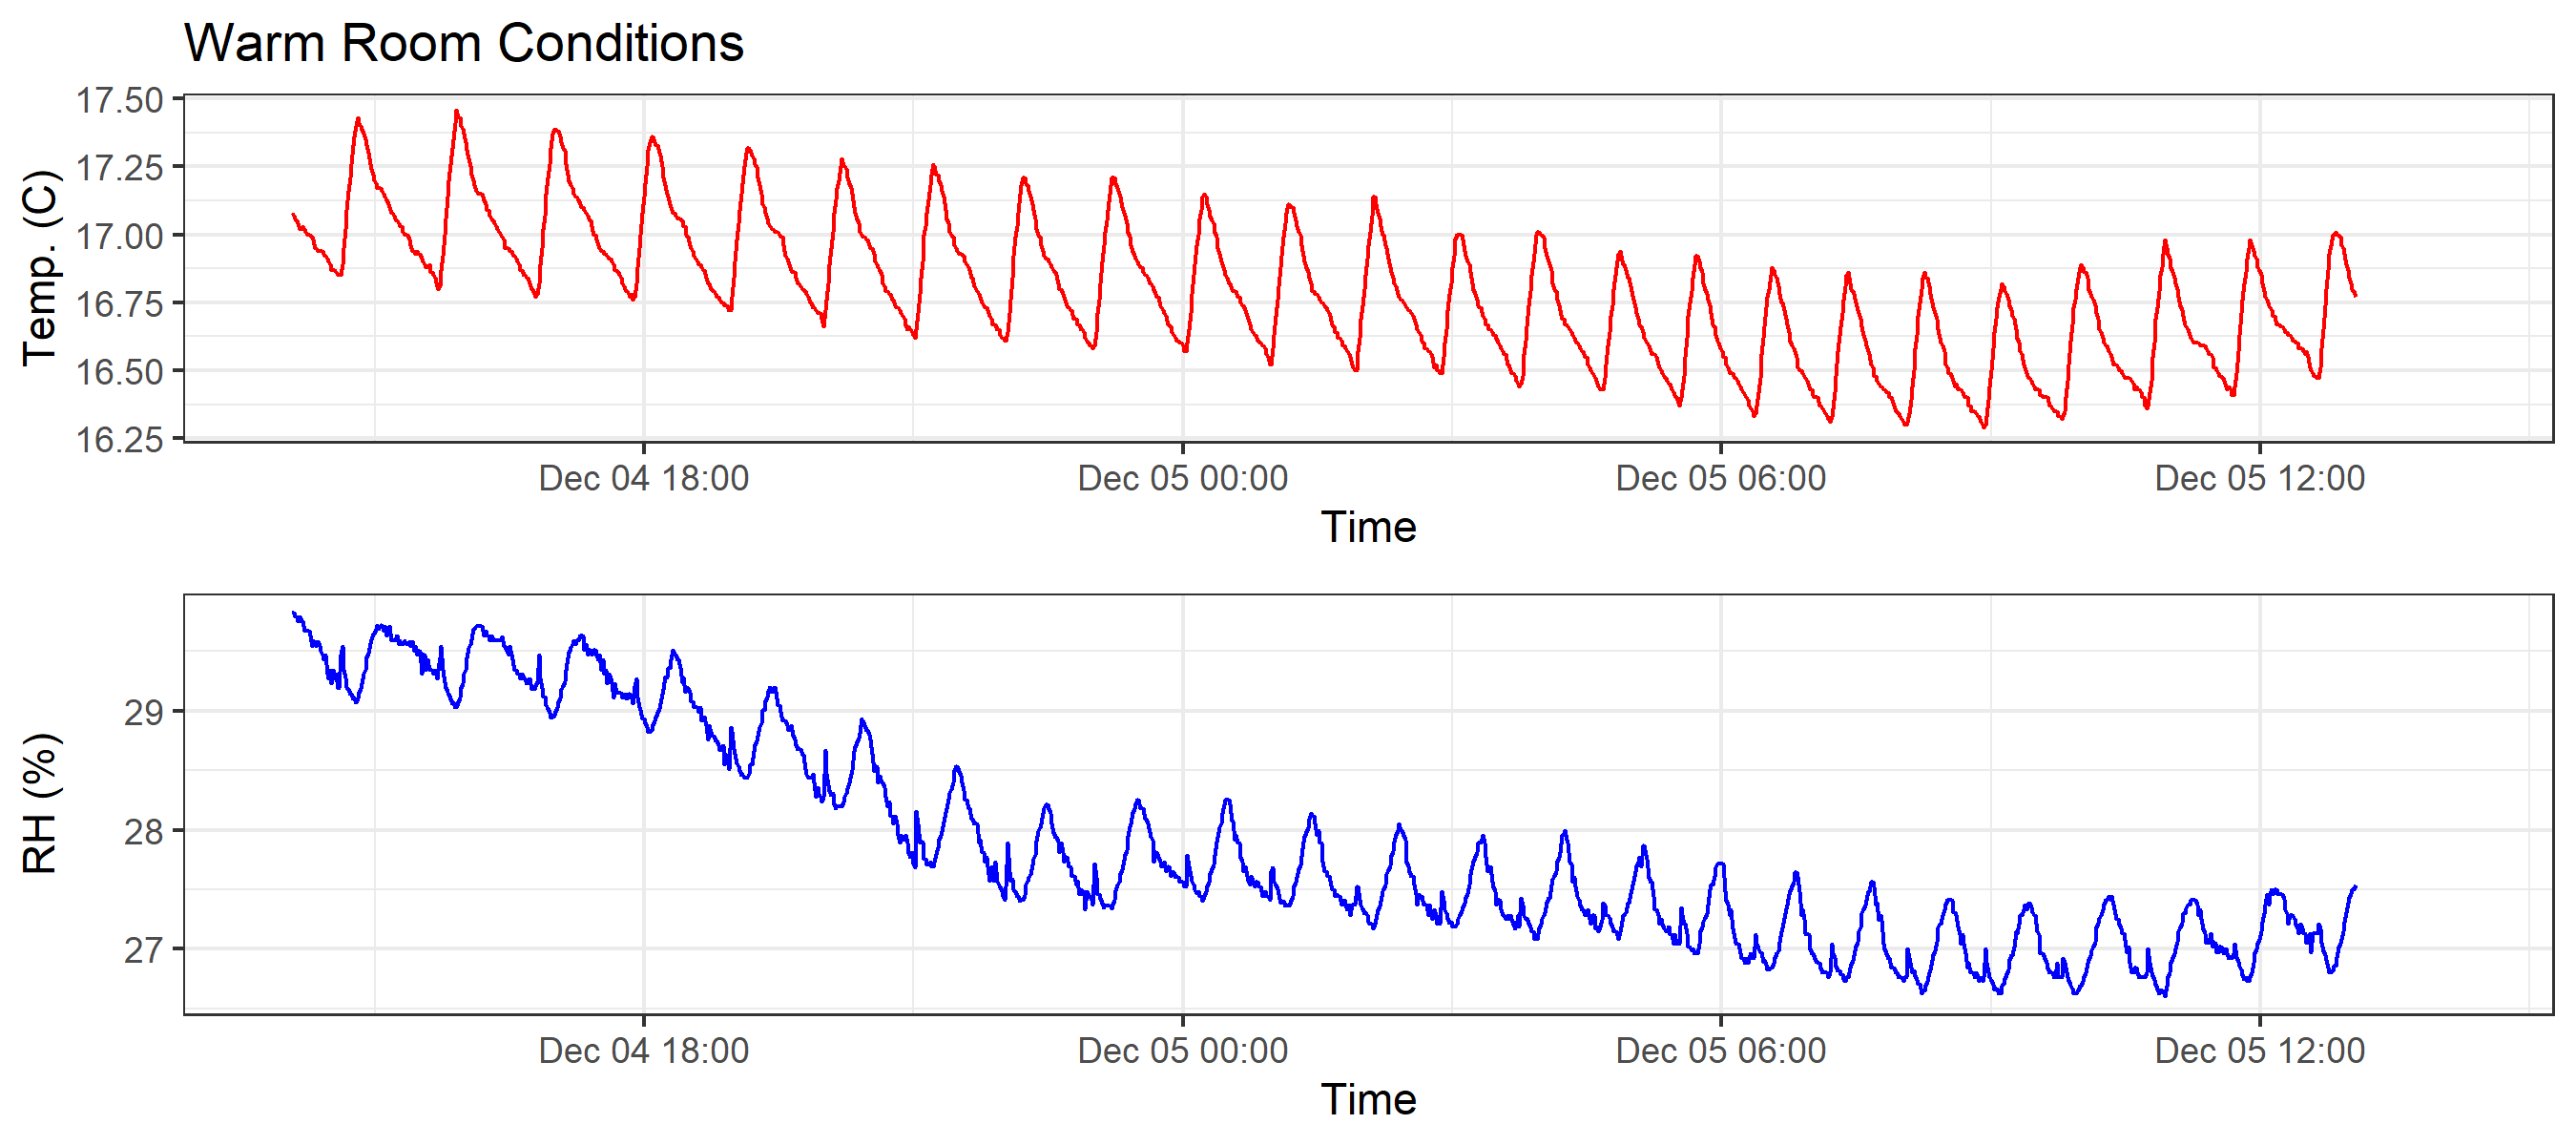 Warm Room Conditions
17.50
17.25
17.00
16.75
16.50
16.25
Temp. (C)
Dec 04 18:00 Dec 05 00:00 Dec 05 06:00 Dec 05 12:00
Time
29
28
27
RH (%)
Dec 04 18:00 Dec 05 00:00 Dec 05 06:00 Dec 05 12:00
Time